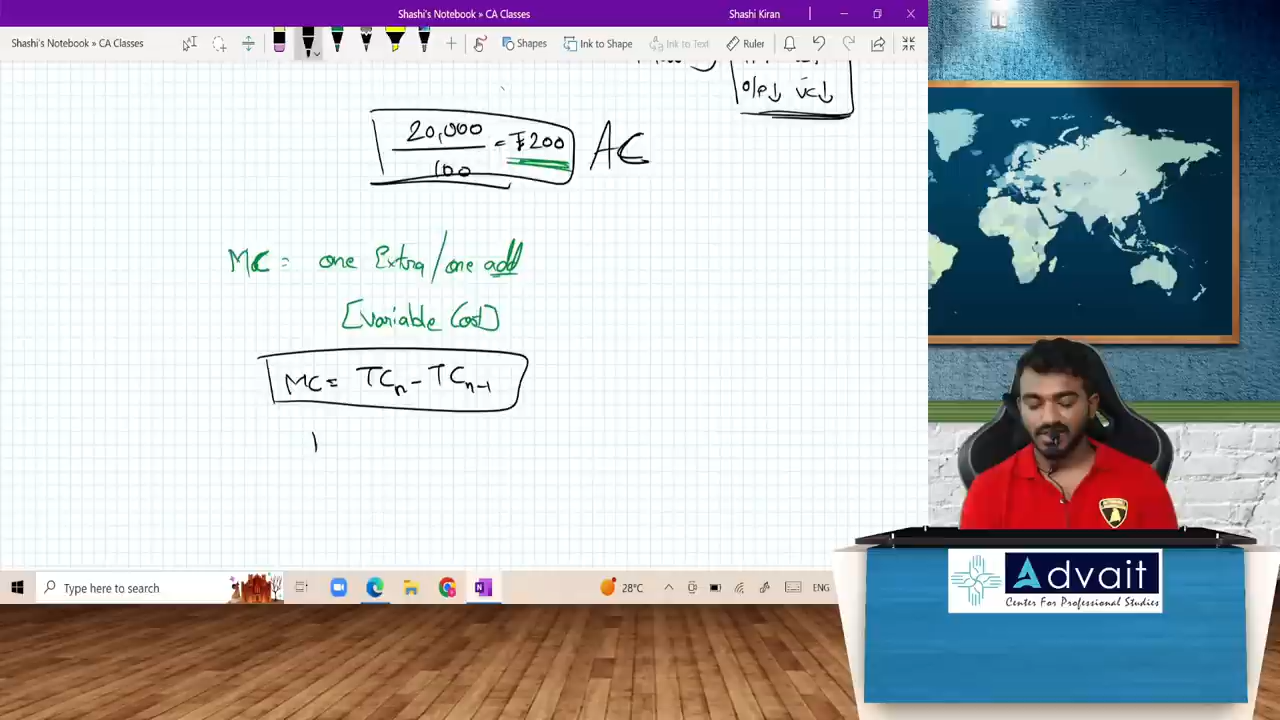 Shashi's Notebook » CA Classes
Shashi Kiran
Shashi's Notebook » CA Classes
Shapes
Ink to Shape
Ink to Text
Ruler
O/P↓ VC↓
20,000
100
= ₹200
AC
MC = one Extra/one add
[Variable Cost]
MC = TCn - TCn-1
Type here to search
28°C
ENG
Advait
Center For Professional Studies